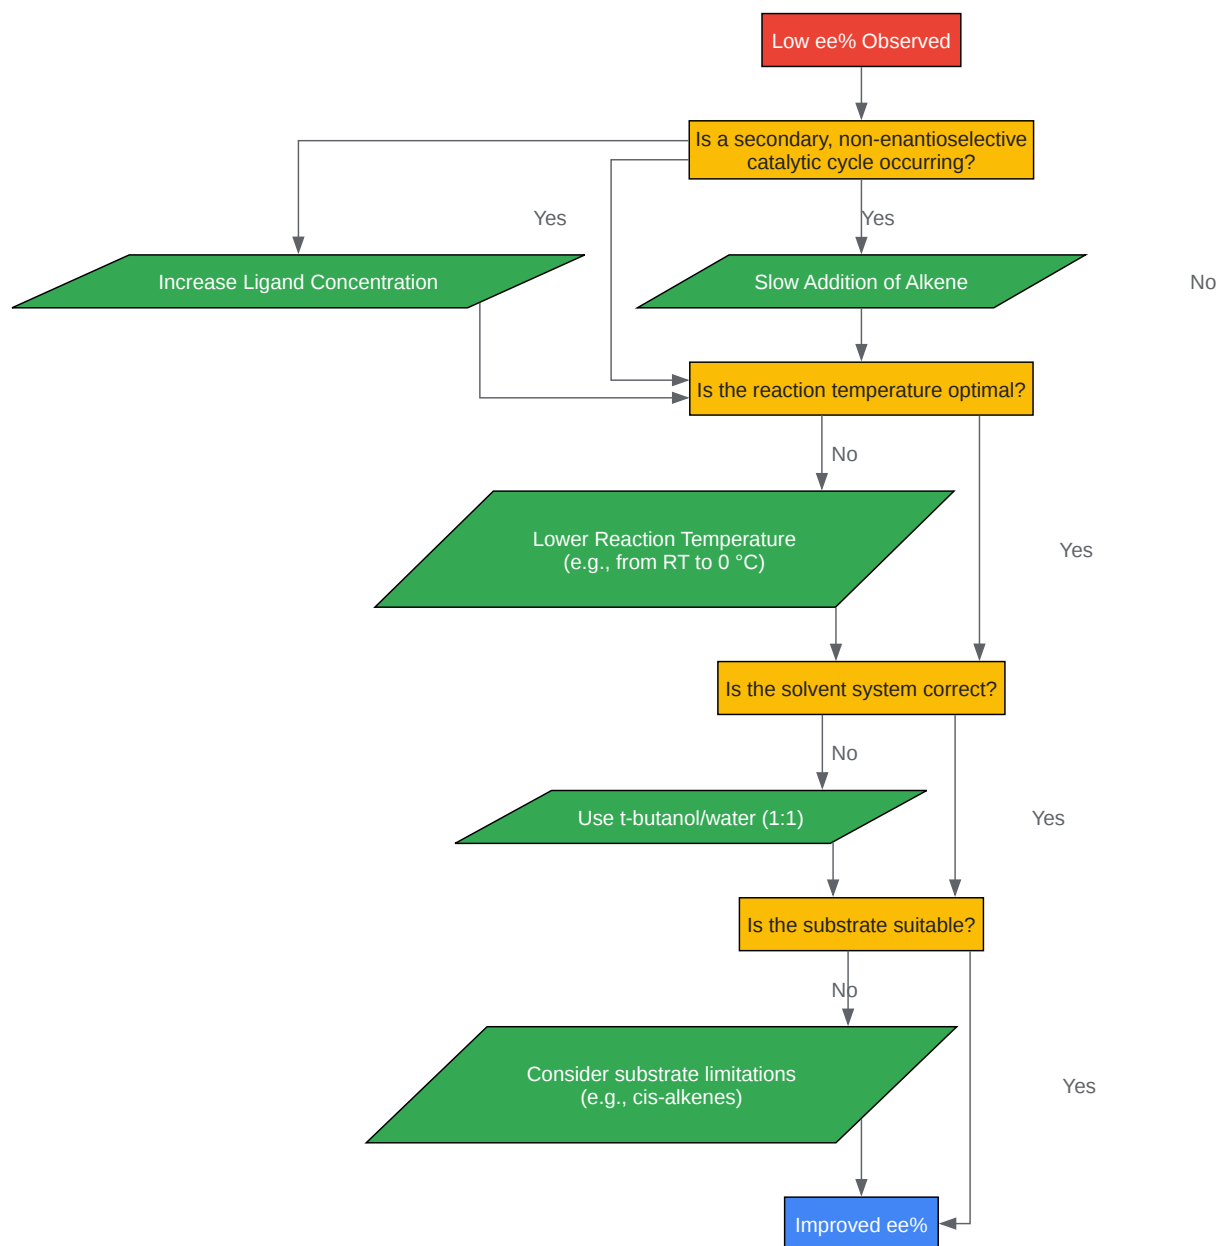 Low ee% Observed
Is a secondary, non-enantioselective
catalytic cycle occurring?
Yes
Yes
Increase Ligand Concentration
Slow Addition of Alkene
No
Is the reaction temperature optimal?
No
Lower Reaction Temperature
(e.g., from RT to 0 °C)
Yes
Is the solvent system correct?
No
Use t-butanol/water (1:1)
Yes
Is the substrate suitable?
No
Consider substrate limitations
(e.g., cis-alkenes)
Yes
Improved ee%